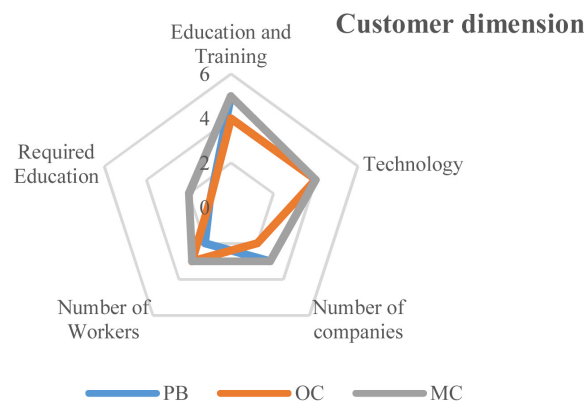 Customer dimension
Education and
Training
6
4
2
0
Technology
Required
Education
Number of
Workers
Number of
companies
PB
OC
MC